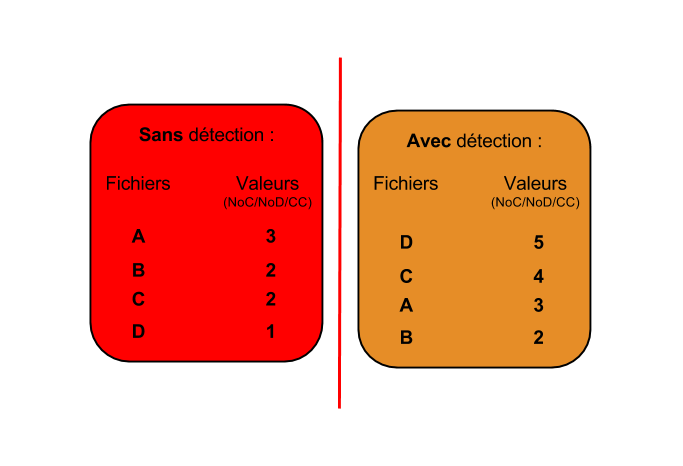 Sans détection :
Fichiers Valeurs
(NoC/NoD/CC)
A 3
B 2
C 2
D 1
Avec détection :
Fichiers Valeurs
(NoC/NoD/CC)
D 5
C 4
A 3
B 2